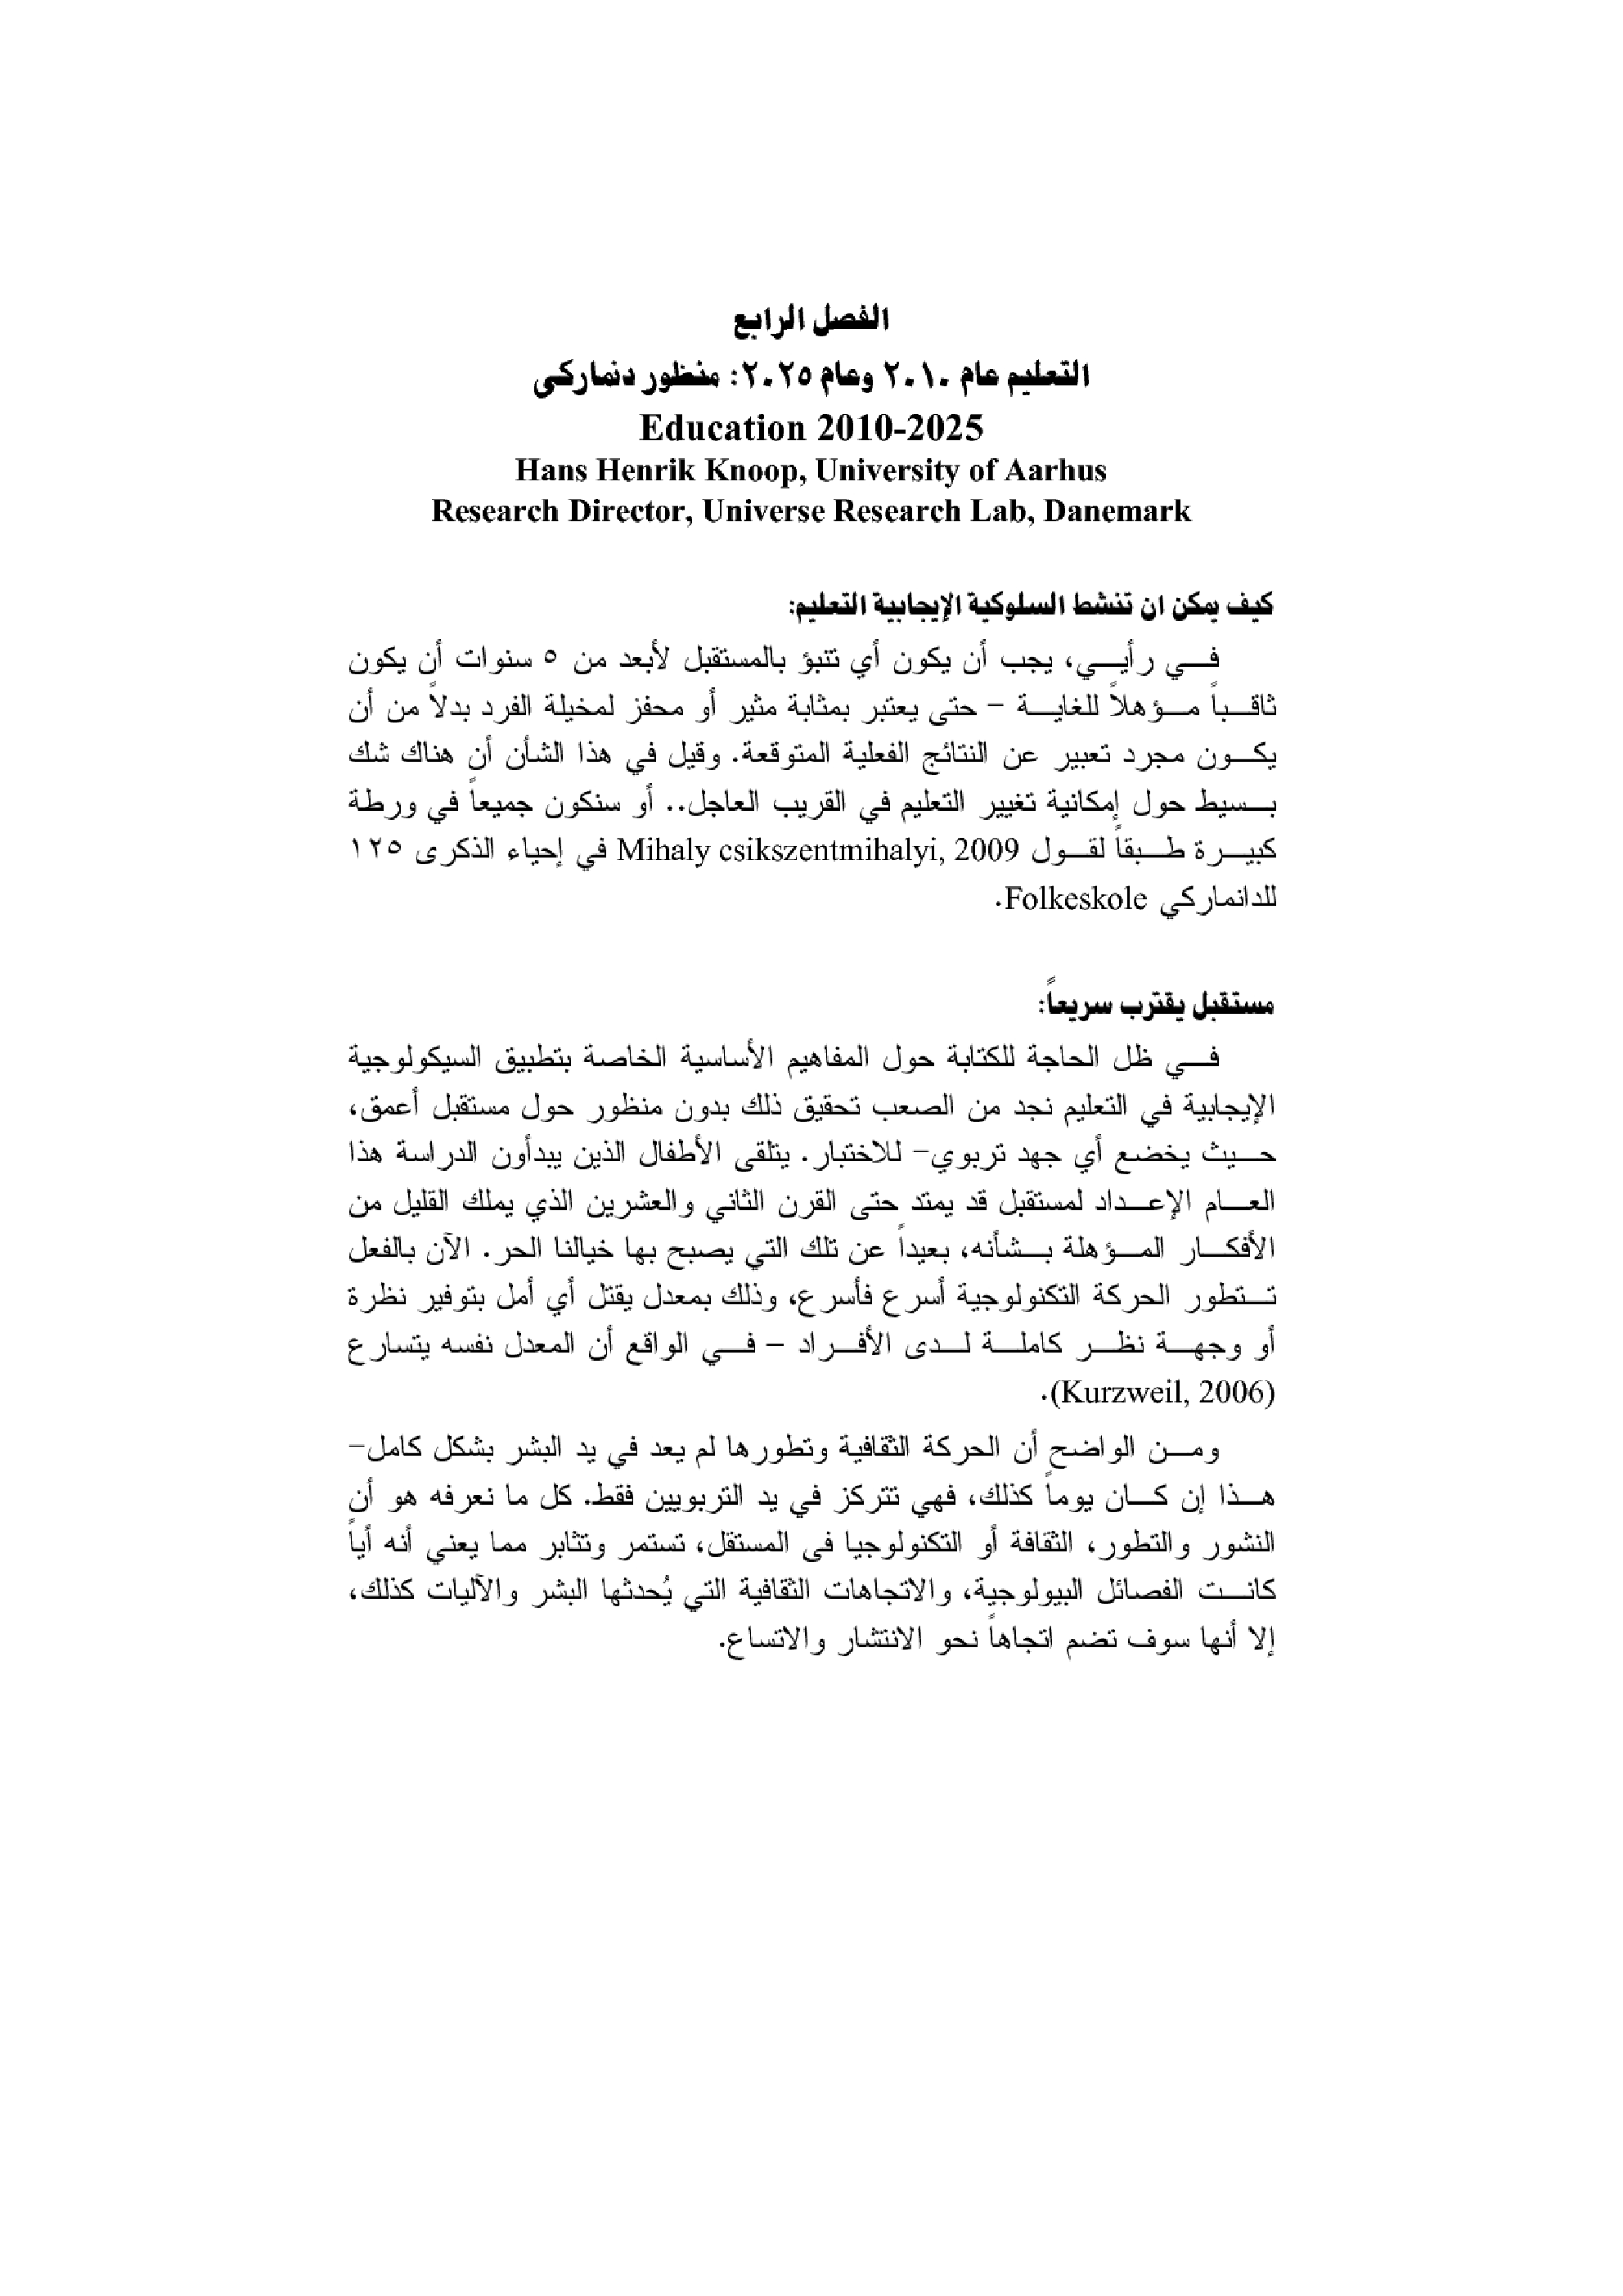 الفصل الرابع
التعليم عام ٢٠١٠ وعام ٢٠٢٥: منظور دنماركى
Education 2010-2025
Hans Henrik Knoop, University of Aarhus
Research Director, Universe Research Lab, Danemark
كيف يمكن ان تنشط السلوكية الإيجابية التعليم:
فى رأيي، يجب أن يكون أي تنبؤ بالمستقبل لأبعد من ٥ سنوات أن يكون
ثاقباً مؤهلاً للغاية – حتى يعتبر بمثابة مثير أو محفز لمخيلة الفرد بدلاً من أن
يكون مجرد تعبير عن النتائج الفعلية المتوقعة. وقيل في هذا الشأن أن هناك شك
بسيط حول إمكانية تغيير التعليم في القريب العاجل.. أو سنكون جميعاً في ورطة
كبيرة طبقاً لقول Mihaly csikszentmihalyi, 2009 في إحياء الذكرى ١٢٥
للدانماركي Folkeskole.
مستقبل يقترب سريعاً:
في ظل الحاجة للكتابة حول المفاهيم الأساسية الخاصة بتطبيق السيكولوجية
الإيجابية في التعليم نجد من الصعب تحقيق ذلك بدون منظور حول مستقبل أعمق،
حيث يخضع أي جهد تربوي– للاختبار. يتلقى الأطفال الذين يبدأون الدراسة هذا
العام الإعداد لمستقبل قد يمتد حتى القرن الثاني والعشرين الذي يملك القليل من
الأفكار المؤهلة بشأنه، بعيداً عن تلك التي يصبح بها خيالنا الحر. الآن بالفعل
تتطور الحركة التكنولوجية أسرع فأسرع، وذلك بمعدل يقتل أي أمل بتوفير نظرة
أو وجهة نظر كاملة لدى الأفراد – في الواقع أن المعدل نفسه يتسارع
(Kurzweil, 2006).
ومن الواضح أن الحركة الثقافية وتطورها لم يعد في يد البشر بشكل كامل–
هذا إن كان يوماً كذلك، فهي تتركز في يد التربويين فقط. كل ما نعرفه هو أن
النشور والتطور، الثقافة أو التكنولوجيا فى المستقل، تستمر وتثابر مما يعني أنه أياً
كانت الفصائل البيولوجية، والاتجاهات الثقافية التي يُحدثها البشر والآليات كذلك،
إلا أنها سوف تضم اتجاهاً نحو الانتشار والاتساع.